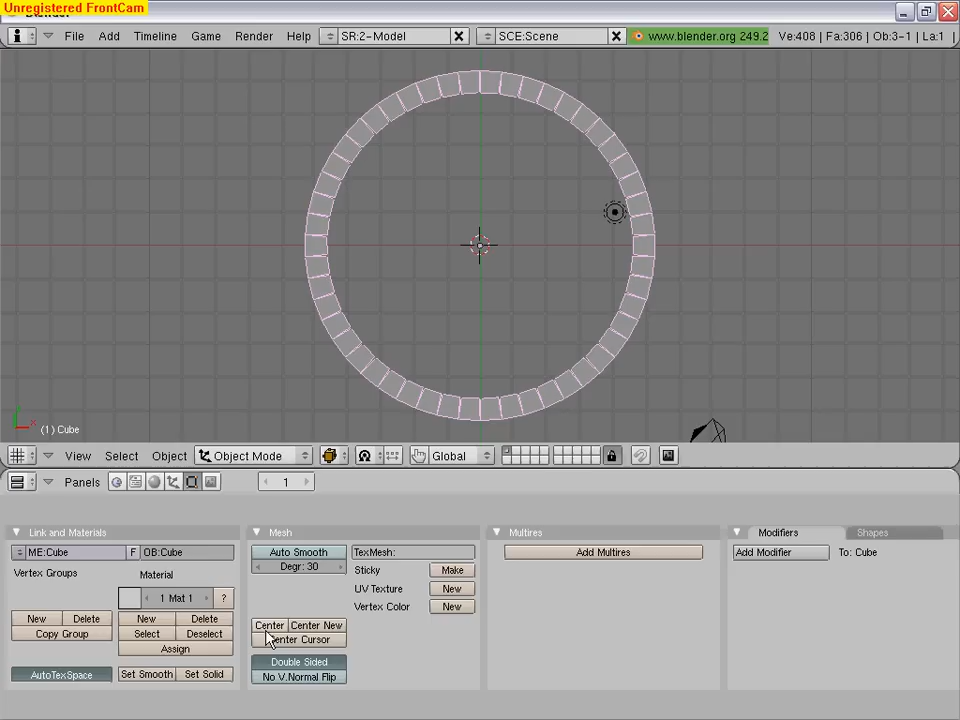 Unregistered FrontCam
File Add Timeline Game Render Help SR:2-Model SCE:Scene www.blender.org 249.2 Ve:408 | Fa:306 | Ob:3-1 | La:1
(1) Cube
View Select Object Object Mode Global
Panels 1
Link and Materials Mesh Multires Modifiers Shapes
ME:Cube F OB:Cube Auto Smooth TexMesh: Add Multires Add Modifier To: Cube
Degr: 30 Sticky Make
Vertex Groups Material
UV Texture New
1 Mat 1 ? Vertex Color New
New Delete New Delete Center Center New
Copy Group Select Deselect enter Cursor
Assign
Double Sided
AutoTexSpace Set Smooth Set Solid No V.Normal Flip